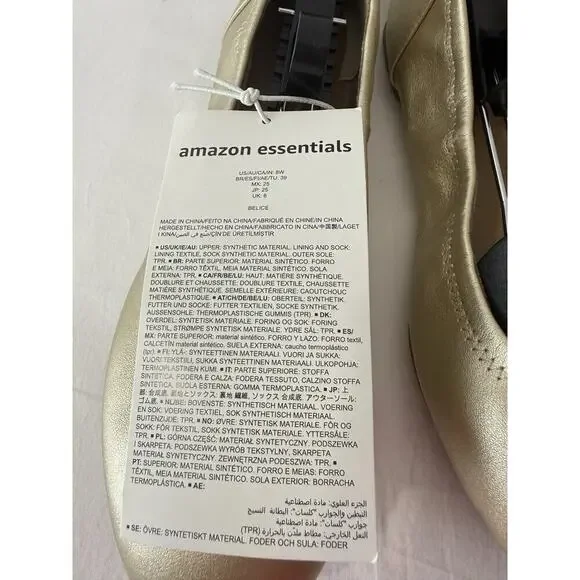 amazon essentials
US/AU/CA/IN: 8W
BR/ES/FI/AE/TU: 39
MX: 25
JP: 25
UK: 6
BELICE
MADE IN CHINA/FEITO NA CHINA/FABRIQUÉ EN CHINE/IN CHINA
HERGESTELLT/HECHO EN CHINA/FABBRICATO IN CINA/中国製/LAGET
I KINA/صنع في الصين/ÇİN'DE ÜRETİLMİŞTİR
■ US/UK/IE/AU: UPPER: SYNTHETIC MATERIAL. LINING AND SOCK:
LINING TEXTILE, SOCK SYNTHETIC MATERIAL. OUTER SOLE:
TPR. ■ BR: PARTE SUPERIOR: MATERIAL SINTÉTICO. FORRO
E MEIA: FORRO TÊXTIL, MEIA MATERIAL SINTÉTICO. SOLA
EXTERNA: TPR. ■ CA/FR/BE/LU: HAUT: MATIÈRE SYNTHÉTIQUE.
DOUBLURE ET CHAUSSETTE: DOUBLURE TEXTILE, CHAUSSETTE
MATIÈRE SYNTHÉTIQUE. SEMELLE EXTÉRIEURE: CAOUTCHOUC
THERMOPLASTIQUE. ■ AT/CH/DE/BE/LU: OBERTEIL: SYNTHETIK.
FUTTER UND SOCKE: FUTTER TEXTILIEN, SOCKE SYNTHETIK.
AUSSENSOHLE: THERMOPLASTISCHE GUMMIS (TPR). ■ DK:
OVERDEL: SYNTETISK MATERIALE. FORING OG SOK: FORING
TEKSTIL, STRØMPE SYNTETISK MATERIALE. YDRE SÅL: TPR. ■ ES/
MX: PARTE SUPERIOR: material sintético. FORRO Y LAZO: FORRO textil,
CALCETÍN material sintético. SUELA EXTERNA: caucho termoplástico
(tpr). ■ FI: YLÄ-: SYNTEETTINEN MATERIAALI. VUORI JA SUKKA:
VUORI TEKSTIILI, SUKKA SYNTEETTINEN MATERIAALI. ULKOPOHJA:
TERMOPLASTINEN KUMI. ■ IT: PARTE SUPERIORE: STOFFA
SINTETICA. FODERA E CALZA: FODERA TESSUTO, CALZINO STOFFA
SINTETICA. SUOLA ESTERNA: GOMMA TERMOPLASTICA. ■ JP: 上
部: 合成素材. 裏地とソックス: 裏地 繊維, ソックス 合成底. アウターソール:
ゴム底. ■ NL/BE: BOVENSTE: SYNTHETISCH MATERIAAL. VOERING
EN SOK: VOERING TEXTIEL, SOK SYNTHETISCH MATERIAAL.
BUITENZIJDE: TPR. ■ NO: ØVRE: SYNTETISK MATERIALE. FÔR OG
SOKK: FÔR TEKSTIL, SOKK SYNTETISK MATERIALE. YTTERSÅLE:
TPR. ■ PL: GÓRNA CZĘŚĆ: MATERIAŁ SYNTETYCZNY. PODSZEWKA
I SKARPETA: PODSZEWKA WYRÓB TEKSTYLNY, SKARPETA
MATERIAŁ SYNTETYCZNY. ZEWNĘTRZNA PODESZWA: TPR. ■
PT: SUPERIOR: MATERIAL SINTÉTICO. FORRO E MEIAS: FORRO
TÊXTIL, MEIA MATERIAL SINTÉTICO. SOLA EXTERIOR: BORRACHA
TERMOPLÁSTICA. ■ AE:
الجزء العلوي: مادة اصطناعية
التبطين والجوارب "كلسات": البطانة النسيج
جوارب "كلسات" مادة اصطناعية
النعل الخارجي: مطاط يلدن بالحرارة (TPR)
■ SE: ÖVRE: SYNTETISKT MATERIAL. FODER OCH SULA: FODER